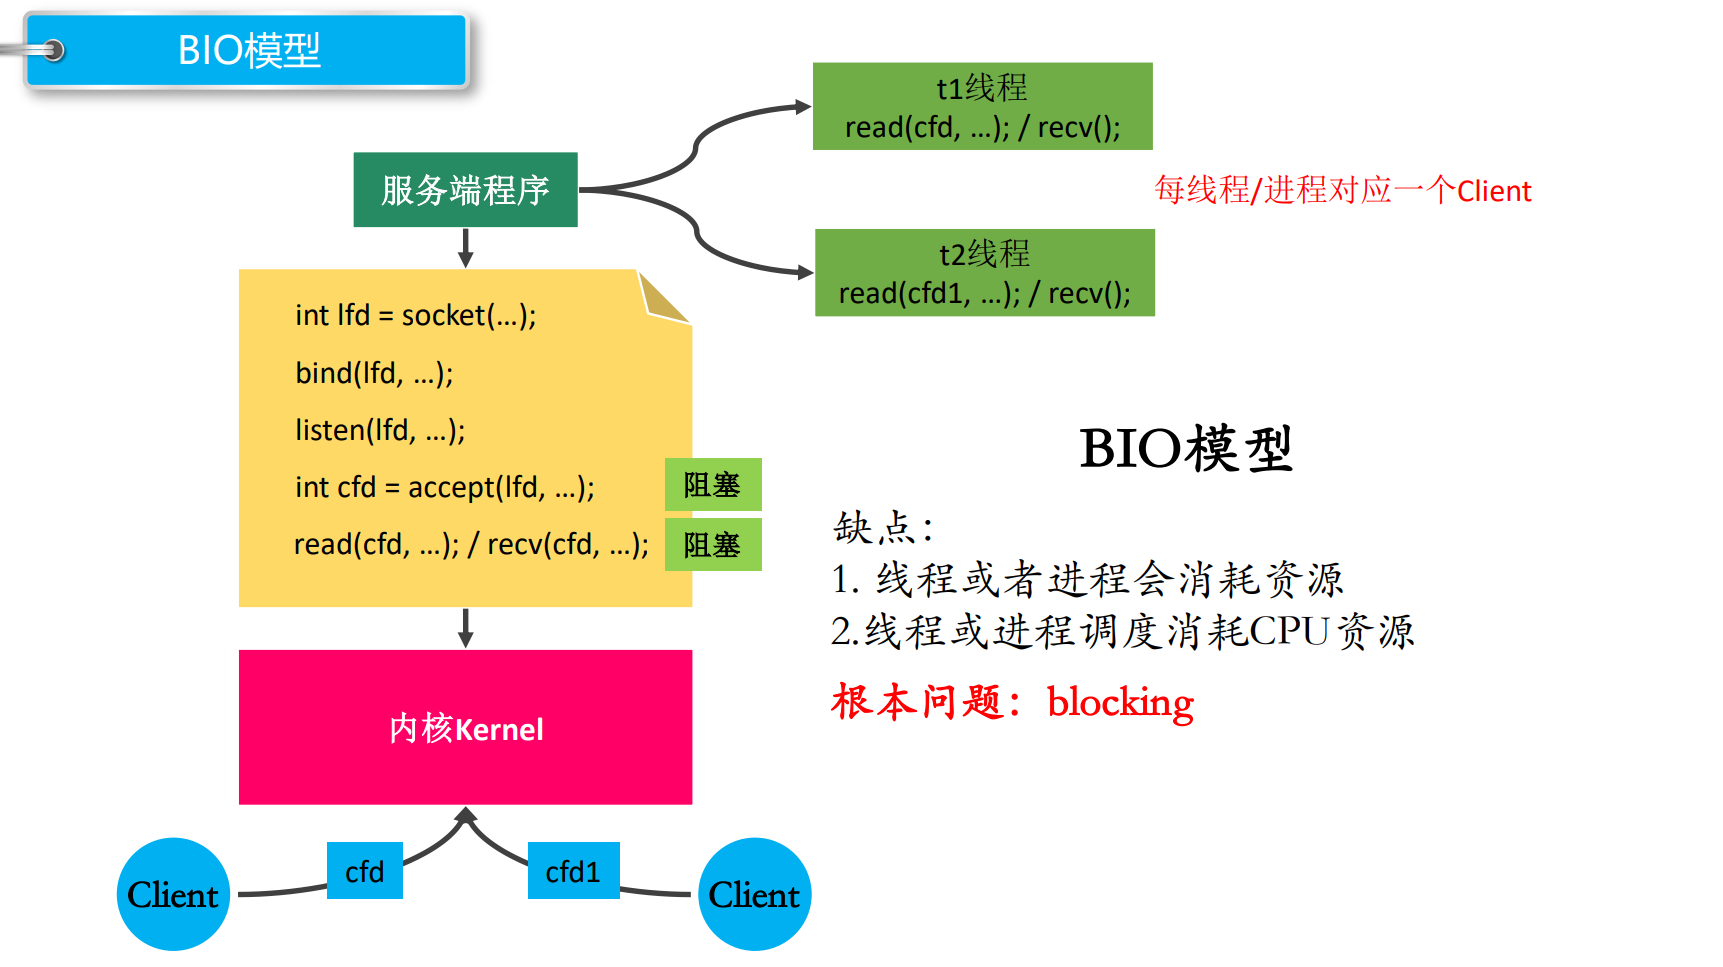 BIO模型
t1线程
read(cfd, ...); / recv();
服务端程序
每线程/进程对应一个Client
t2线程
read(cfd1, ...); / recv();
int lfd = socket(...);
bind(lfd, ...);
listen(lfd, ...);
int cfd = accept(lfd, ...);
阻塞
read(cfd, ...); / recv(cfd, ...);
阻塞
BIO模型
缺点：
1. 线程或者进程会消耗资源
2.线程或进程调度消耗CPU资源
根本问题：blocking
内核Kernel
cfd
cfd1
Client
Client